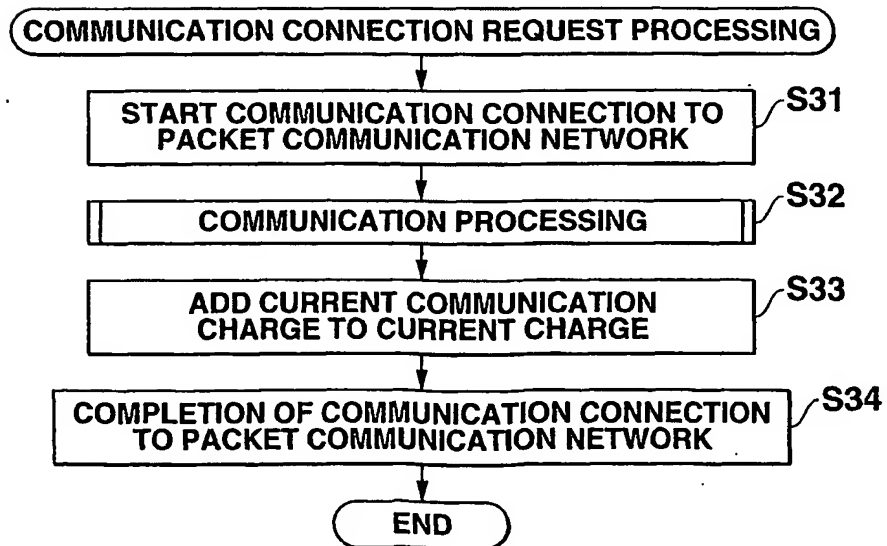 COMMUNICATION CONNECTION REQUEST PROCESSING
START COMMUNICATION CONNECTION TO
PACKET COMMUNICATION NETWORK
S31
COMMUNICATION PROCESSING
S32
ADD CURRENT COMMUNICATION
CHARGE TO CURRENT CHARGE
S33
COMPLETION OF COMMUNICATION CONNECTION
TO PACKET COMMUNICATION NETWORK
S34
END